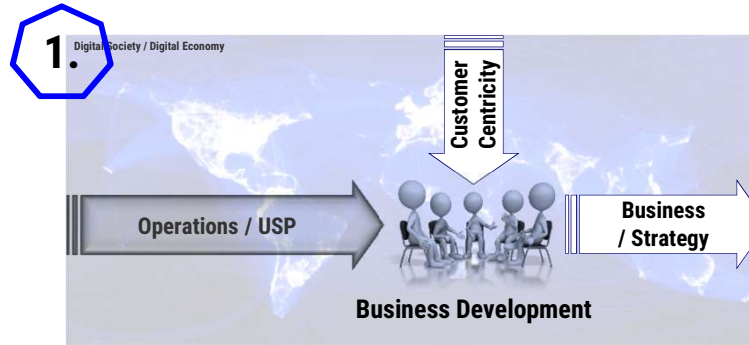 1.
Digital Society / Digital Economy
Customer
Centricity
Operations / USP
Business
/ Strategy
Business Development